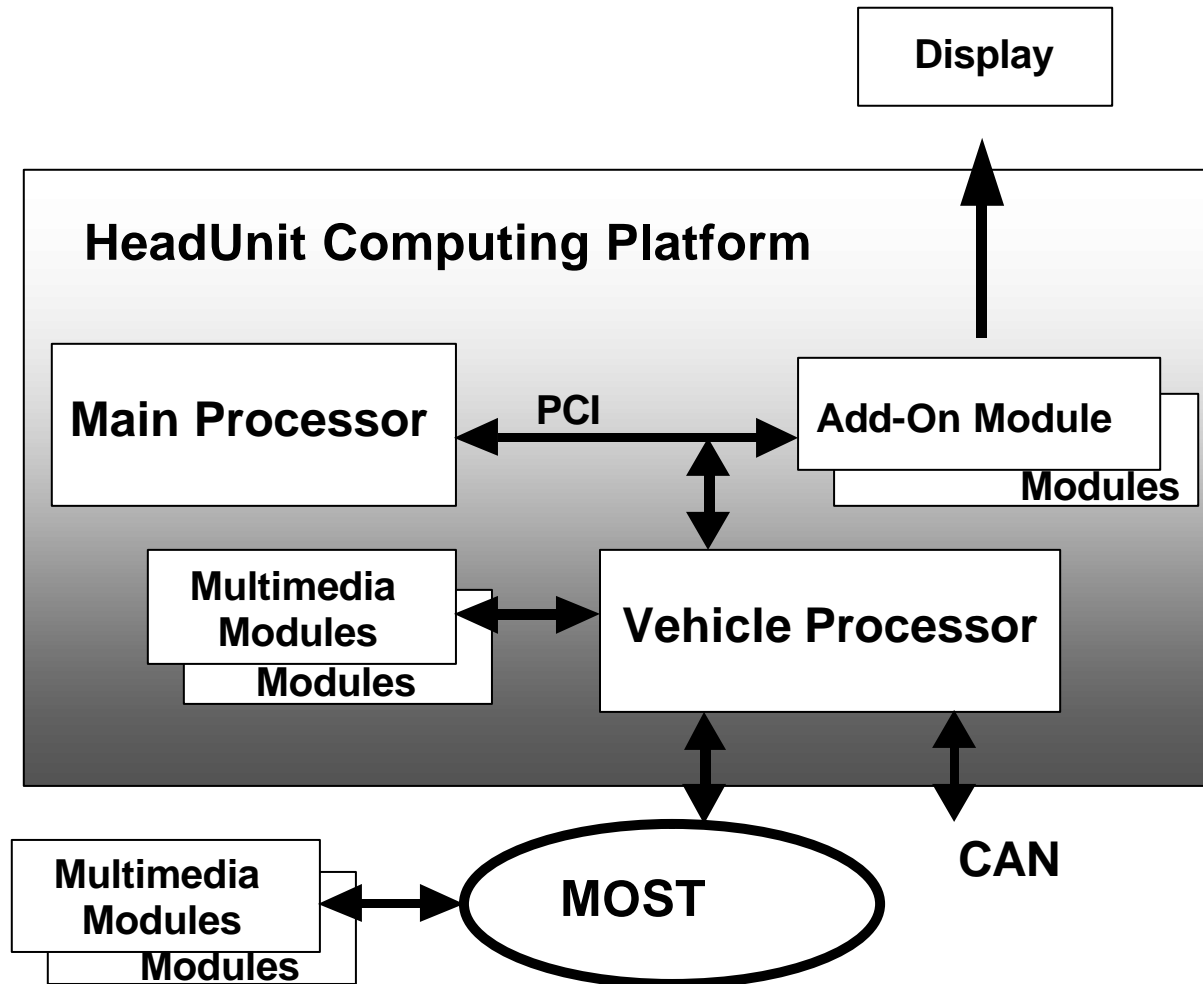 Display
HeadUnit Computing Platform
Main Processor
PCI
Add-On Module
Modules
Multimedia
Modules
Modules
Vehicle Processor
CAN
MOST
Multimedia
Modules
Modules